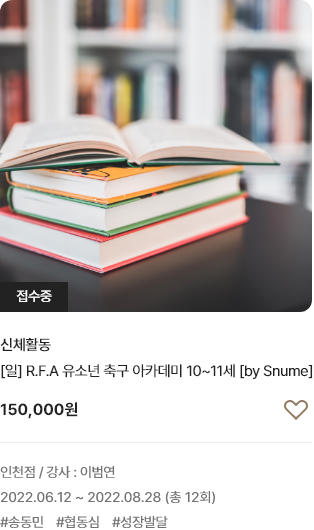 접수중
신체활동
[일] R.F.A 유소년 축구 아카데미 10~11세 [by Snume]
150,000원
인천점 / 강사 : 이범연
2022.06.12 ~ 2022.08.28 (총 12회)
#송동민 #협동심 #성장발달